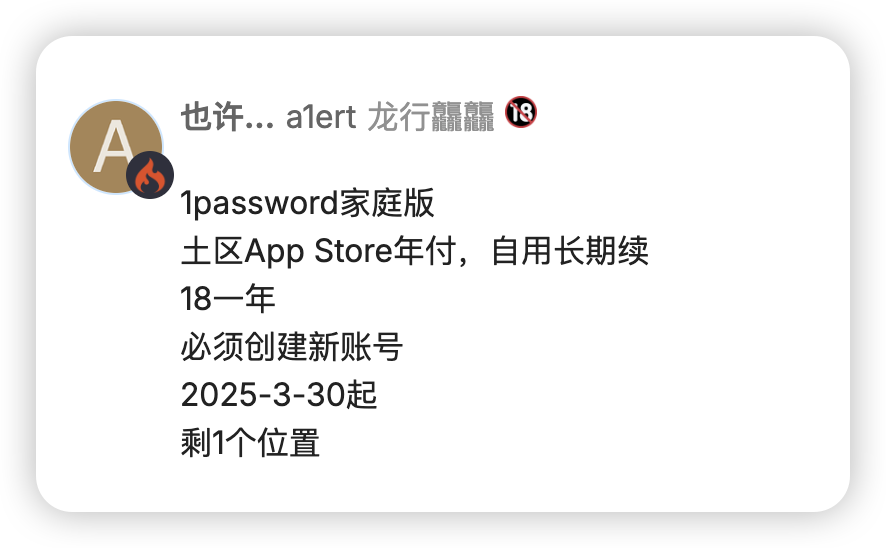 A
也许... a1ert 龙行龘龘 🔞
1password家庭版
土区App Store年付，自用长期续
18一年
必须创建新账号
2025-3-30起
剩1个位置